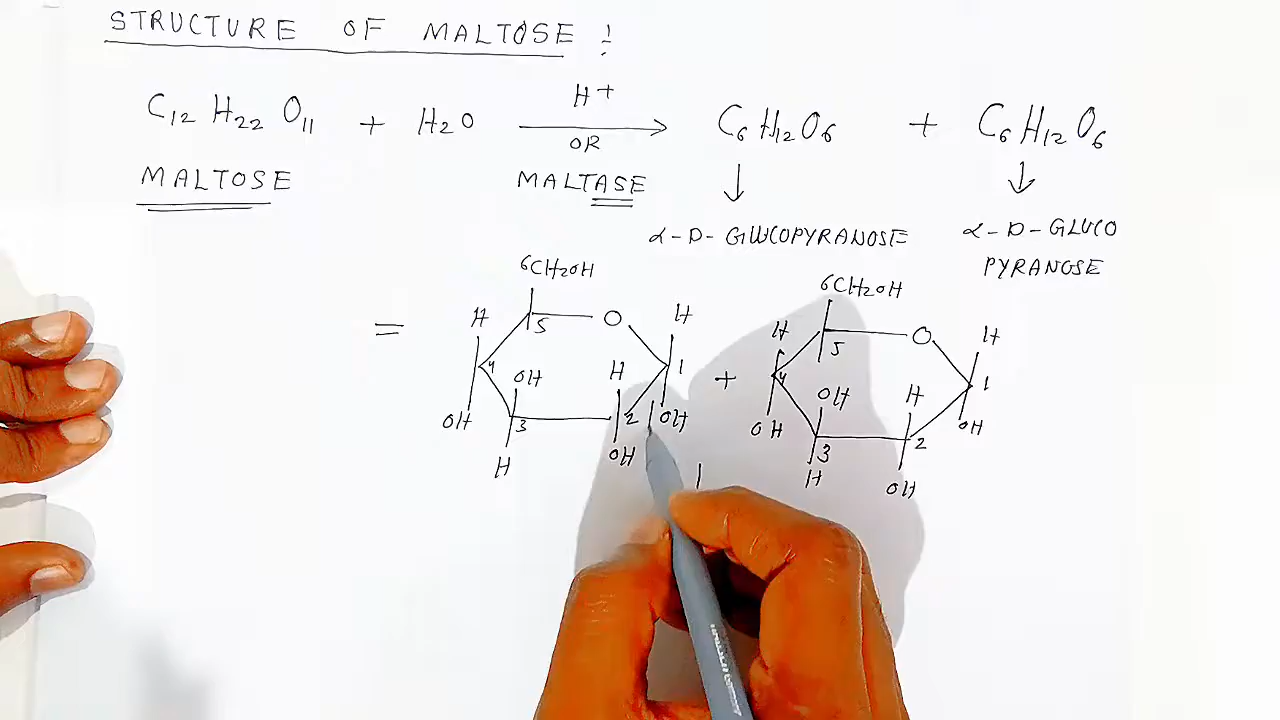 STRUCTURE OF MALTOSE :
C12 H22 O11 + H2O H+ C6H12O6 + C6H12O6
OR
MALTOSE MALTASE ↓ ↓
α-D-GLUCOPYRANOSE α-D-GLUCO
PYRANOSE
6CH2OH 6CH2OH
= H 5 O H H 5 O H
4 OH H 1 + 4 OH H 1
OH 3 2 OH OH 3 2 OH
H OH H OH